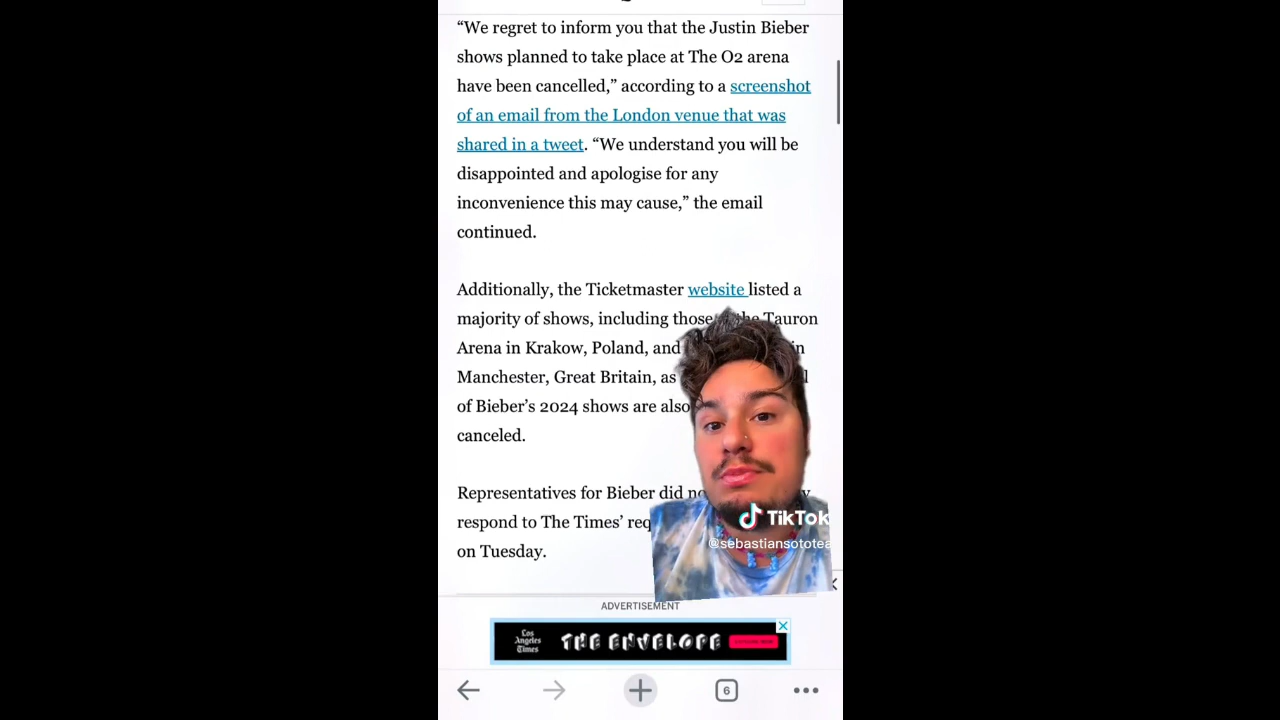 “We regret to inform you that the Justin Bieber
shows planned to take place at The O2 arena
have been cancelled,” according to a screenshot
of an email from the London venue that was
shared in a tweet. “We understand you will be
disappointed and apologise for any
inconvenience this may cause,” the email
continued.
Additionally, the Ticketmaster website listed a
majority of shows, including those the Tauron
Arena in Krakow, Poland, and in
Manchester, Great Britain, as
of Bieber’s 2024 shows are also
canceled.
Representatives for Bieber did
respond to The Times’
on Tuesday.
TikTok
@sebastiansototea
ADVERTISEMENT
Los
Angeles
Times
THE ENVELOPE
6